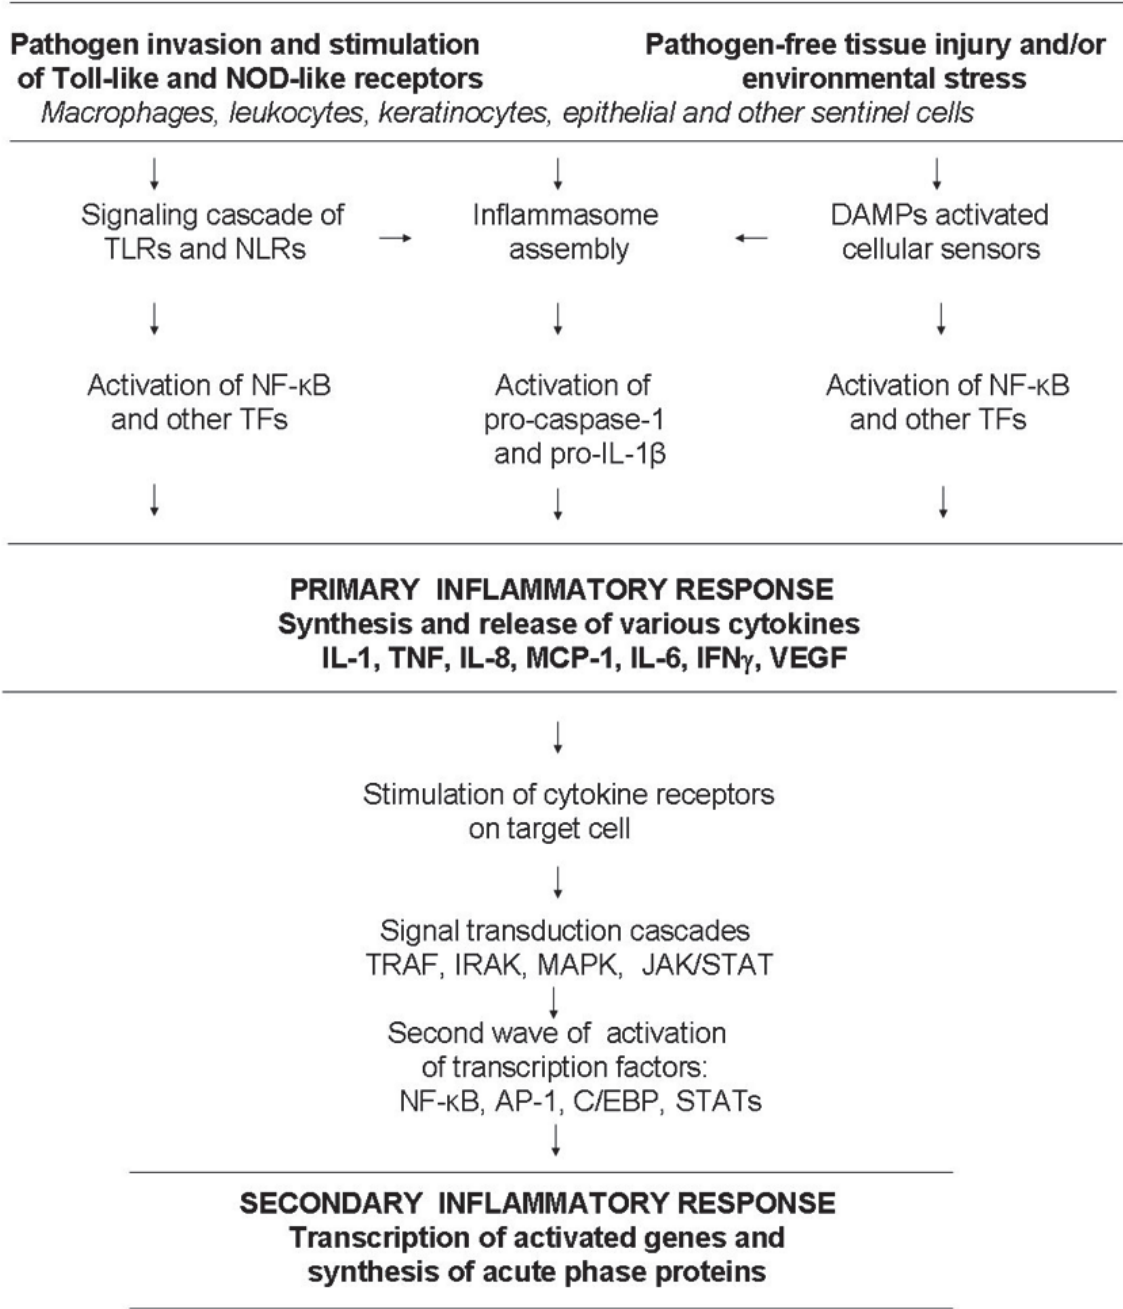 Pathogen invasion and stimulation
of Toll-like and NOD-like receptors
Pathogen-free tissue injury and/or
environmental stress
Macrophages, leukocytes, keratinocytes, epithelial and other sentinel cells
Signaling cascade of
TLRs and NLRs
Inflammasome
assembly
DAMPs activated
cellular sensors
Activation of NF-κB
and other TFs
Activation of
pro-caspase-1
and pro-IL-1β
Activation of NF-κB
and other TFs
PRIMARY INFLAMMATORY RESPONSE
Synthesis and release of various cytokines
IL-1, TNF, IL-8, MCP-1, IL-6, IFNγ, VEGF
Stimulation of cytokine receptors
on target cell
Signal transduction cascades
TRAF, IRAK, MAPK, JAK/STAT
Second wave of activation
of transcription factors:
NF-κB, AP-1, C/EBP, STATs
SECONDARY INFLAMMATORY RESPONSE
Transcription of activated genes and
synthesis of acute phase proteins